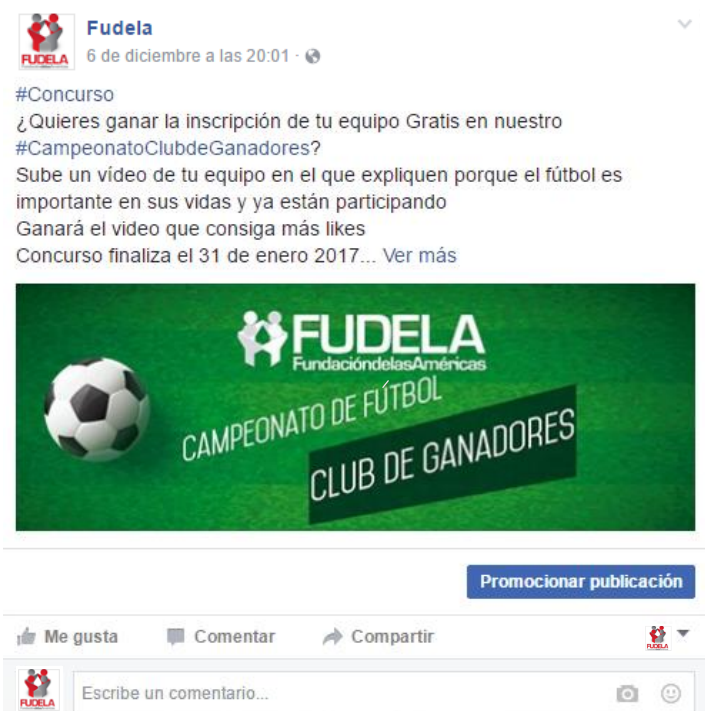 FUDELA
Fudela
6 de diciembre a las 20:01 ·
#Concurso
¿Quieres ganar la inscripción de tu equipo Gratis en nuestro
#CampeonatoClubdeGanadores?
Sube un vídeo de tu equipo en el que expliquen porque el fútbol es
importante en sus vidas y ya están participando
Ganará el video que consiga más likes
Concurso finaliza el 31 de enero 2017... Ver más
FUDELA
FundacióndelasAméricas
CAMPEONATO DE FÚTBOL
CLUB DE GANADORES
Promocionar publicación
Me gusta Comentar Compartir FUDELA
FUDELA Escribe un comentario...